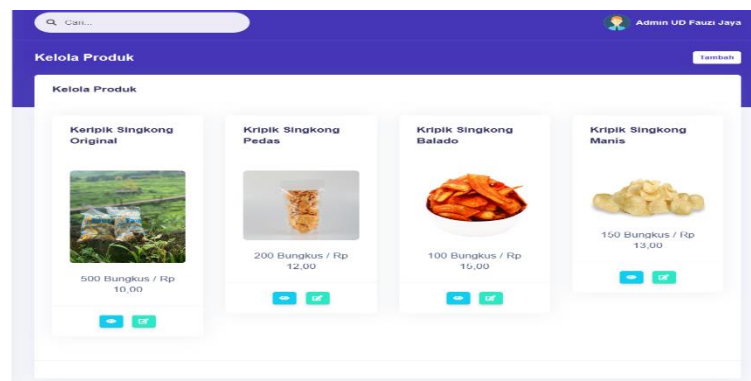 Cari...
Admin UD Fauzi Jaya
Kelola Produk
Tambah
Kelola Produk
Keripik Singkong
Original
500 Bungkus / Rp
10,00
Kripik Singkong
Pedas
200 Bungkus / Rp
12,00
Kripik Singkong
Balado
100 Bungkus / Rp
15,00
Kripik Singkong
Manis
150 Bungkus / Rp
13,00